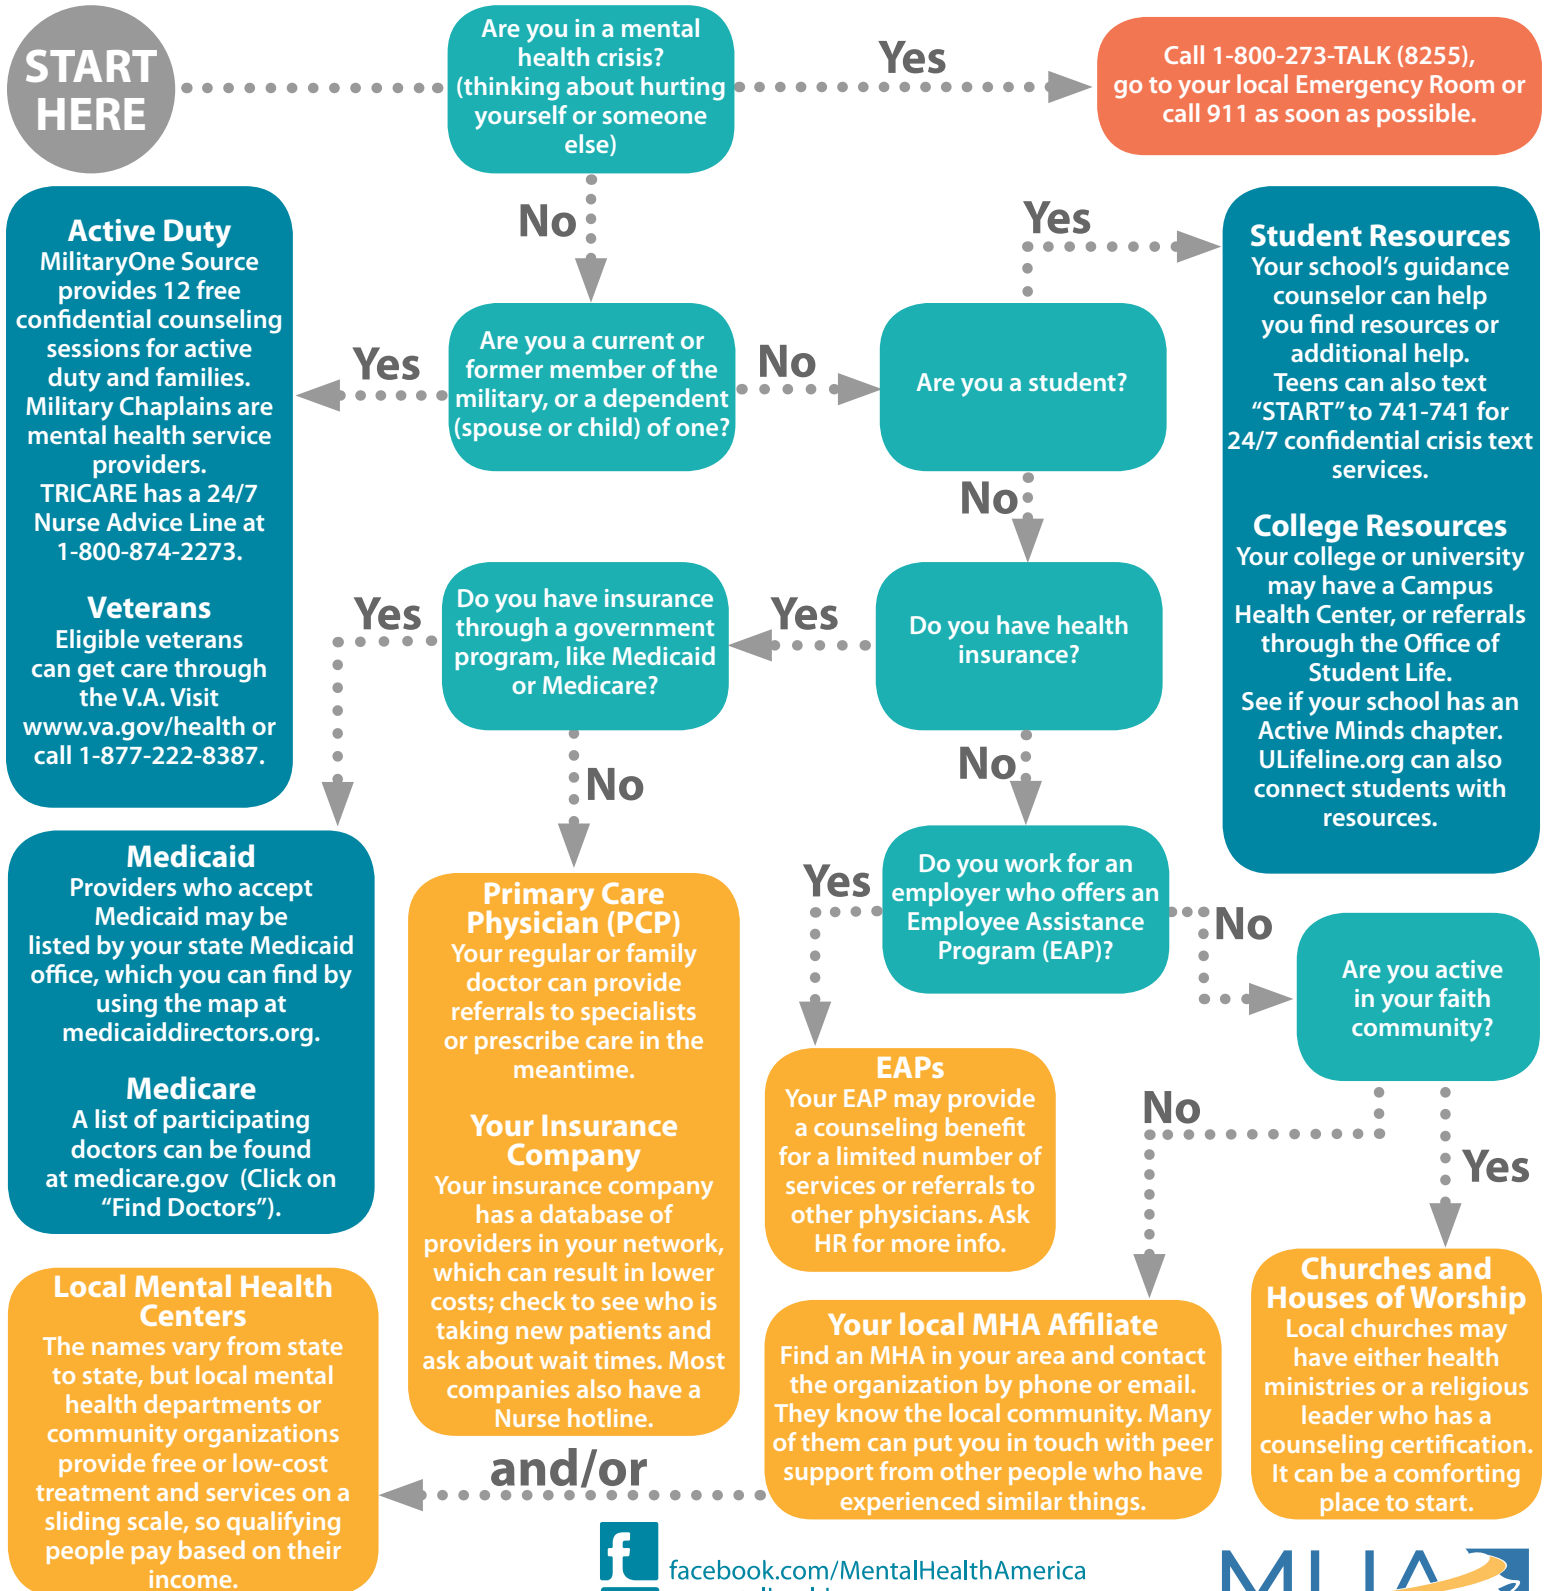 START
HERE
Are you in a mental
health crisis?
(thinking about hurting
yourself or someone
else)
Yes
Call 1-800-273-TALK (8255),
go to your local Emergency Room or
call 911 as soon as possible.
No
Active Duty
MilitaryOne Source
provides 12 free
confidential counseling
sessions for active
duty and families.
Military Chaplains are
mental health service
providers.
TRICARE has a 24/7
Nurse Advice Line at
1-800-874-2273.
Veterans
Eligible veterans
can get care through
the V.A. Visit
www.va.gov/health or
call 1-877-222-8387.
Yes
Are you a current or
former member of the
military, or a dependent
(spouse or child) of one?
No
Are you a student?
Yes
Student Resources
Your school’s guidance
counselor can help
you find resources or
additional help.
Teens can also text
“START” to 741-741 for
24/7 confidential crisis text
services.
College Resources
Your college or university
may have a Campus
Health Center, or referrals
through the Office of
Student Life.
See if your school has an
Active Minds chapter.
ULifeline.org can also
connect students with
resources.
No
Do you have health
insurance?
Yes
Do you have insurance
through a government
program, like Medicaid
or Medicare?
Yes
Medicaid
Providers who accept
Medicaid may be
listed by your state Medicaid
office, which you can find by
using the map at
medicaiddirectors.org.
Medicare
A list of participating
doctors can be found
at medicare.gov (Click on
“Find Doctors”).
No
Primary Care
Physician (PCP)
Your regular or family
doctor can provide
referrals to specialists
or prescribe care in the
meantime.
Your Insurance
Company
Your insurance company
has a database of
providers in your network,
which can result in lower
costs; check to see who is
taking new patients and
ask about wait times. Most
companies also have a
Nurse hotline.
No
Do you work for an
employer who offers an
Employee Assistance
Program (EAP)?
Yes
EAPs
Your EAP may provide
a counseling benefit
for a limited number of
services or referrals to
other physicians. Ask
HR for more info.
No
Are you active
in your faith
community?
No
Your local MHA Affiliate
Find an MHA in your area and contact
the organization by phone or email.
They know the local community. Many
of them can put you in touch with peer
support from other people who have
experienced similar things.
Yes
Churches and
Houses of Worship
Local churches may
have either health
ministries or a religious
leader who has a
counseling certification.
It can be a comforting
place to start.
and/or
Local Mental Health
Centers
The names vary from state
to state, but local mental
health departments or
community organizations
provide free or low-cost
treatment and services on a
sliding scale, so qualifying
people pay based on their
income.
f
facebook.com/MentalHealthAmerica
MHA